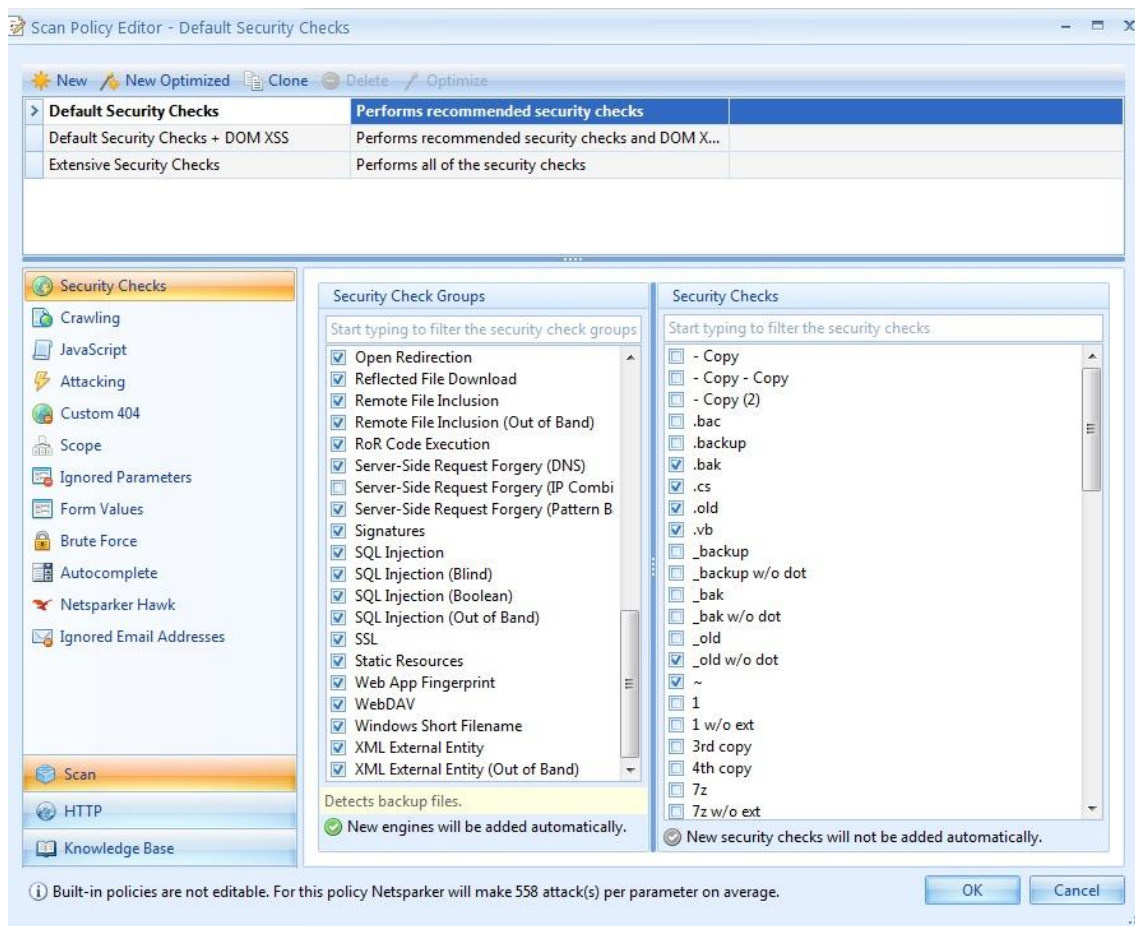 Scan Policy Editor - Default Security Checks
New New Optimized Clone Delete Optimize
Default Security Checks Performs recommended security checks
Default Security Checks + DOM XSS Performs recommended security checks and DOM X...
Extensive Security Checks Performs all of the security checks
Security Checks
Crawling
JavaScript
Attacking
Custom 404
Scope
Ignored Parameters
Form Values
Brute Force
Autocomplete
Netsparker Hawk
Ignored Email Addresses
Scan
HTTP
Knowledge Base
Security Check Groups
Start typing to filter the security check groups
Open Redirection
Reflected File Download
Remote File Inclusion
Remote File Inclusion (Out of Band)
RoR Code Execution
Server-Side Request Forgery (DNS)
Server-Side Request Forgery (IP Combi
Server-Side Request Forgery (Pattern B
Signatures
SQL Injection
SQL Injection (Blind)
SQL Injection (Boolean)
SQL Injection (Out of Band)
SSL
Static Resources
Web App Fingerprint
WebDAV
Windows Short Filename
XML External Entity
XML External Entity (Out of Band)
Detects backup files.
New engines will be added automatically.
Security Checks
Start typing to filter the security checks
- Copy
- Copy - Copy
- Copy (2)
.bac
.backup
.bak
.cs
.old
.vb
_backup
_backup w/o dot
_bak
_bak w/o dot
_old
_old w/o dot
~
1
1 w/o ext
3rd copy
4th copy
7z
7z w/o ext
New security checks will not be added automatically.
Built-in policies are not editable. For this policy Netsparker will make 558 attack(s) per parameter on average.
OK Cancel